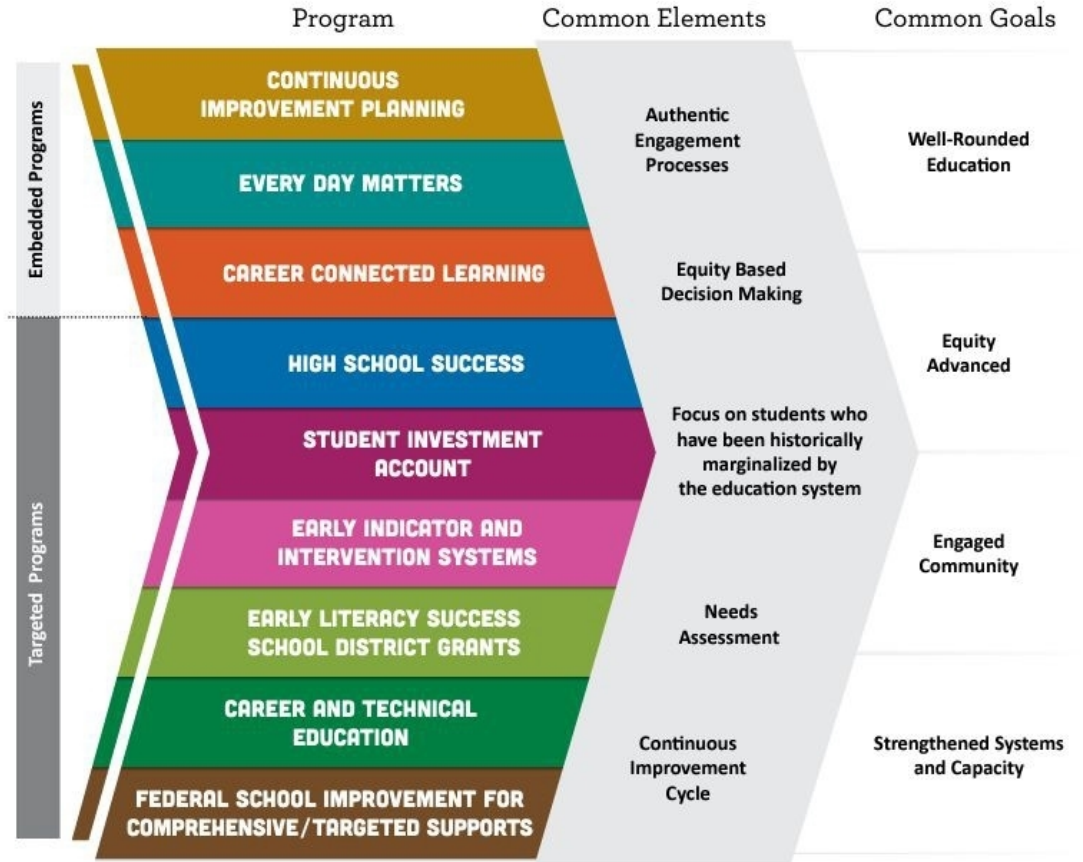 Program
Common Elements
Common Goals
Embedded Programs
Targeted Programs
CONTINUOUS
IMPROVEMENT PLANNING
EVERY DAY MATTERS
CAREER CONNECTED LEARNING
HIGH SCHOOL SUCCESS
STUDENT INVESTMENT
ACCOUNT
EARLY INDICATOR AND
INTERVENTION SYSTEMS
EARLY LITERACY SUCCESS
SCHOOL DISTRICT GRANTS
CAREER AND TECHNICAL
EDUCATION
FEDERAL SCHOOL IMPROVEMENT FOR
COMPREHENSIVE/TARGETED SUPPORTS
Authentic
Engagement
Processes
Equity Based
Decision Making
Focus on students who
have been historically
marginalized by
the education system
Needs
Assessment
Continuous
Improvement
Cycle
Well-Rounded
Education
Equity
Advanced
Engaged
Community
Strengthened Systems
and Capacity